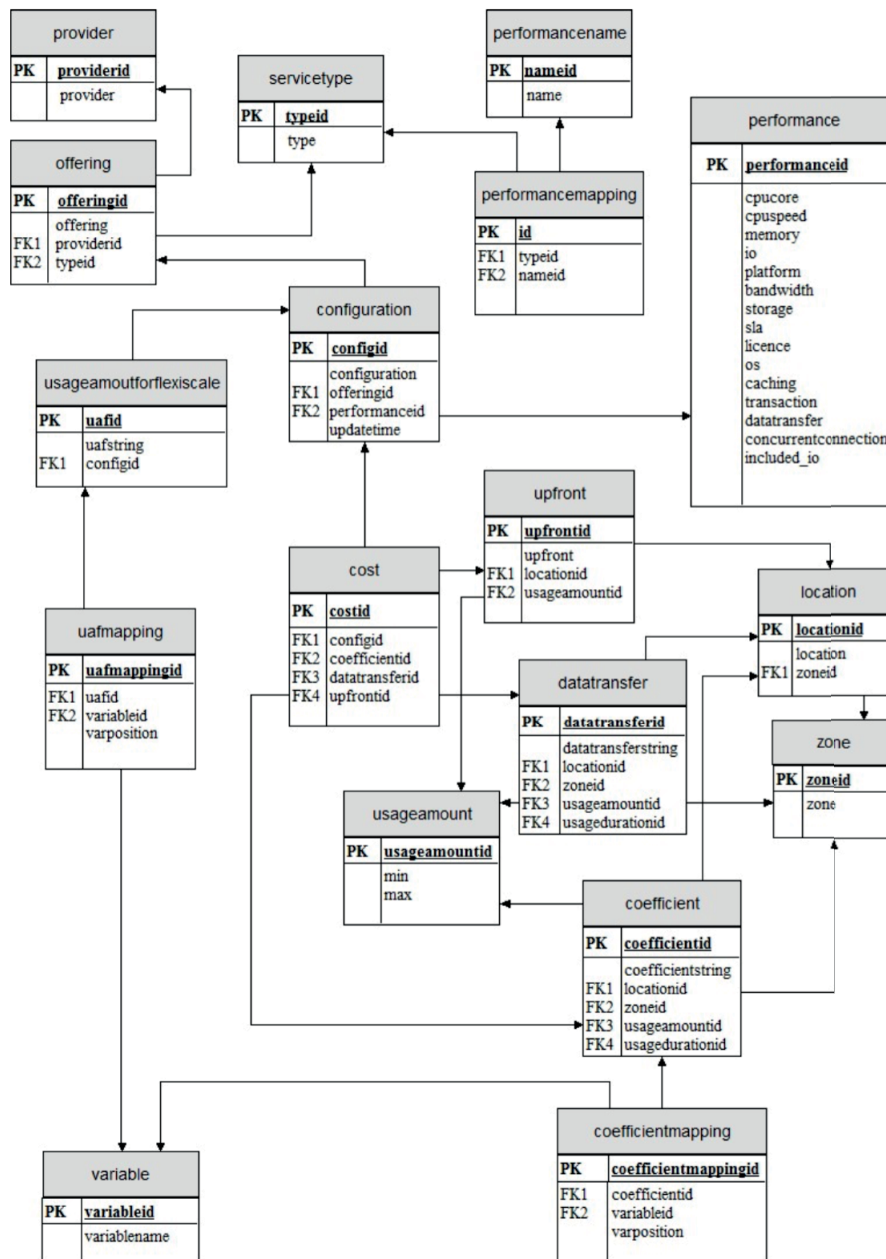 provider
PK providerid
provider
performancename
PK nameid
name
servicetype
PK typeid
type
performance
PK performanceid
cpucore
cpuspeed
memory
io
platform
bandwidth
storage
sla
licence
os
caching
transaction
datatransfer
concurrentconnection
included_io
offering
PK offeringid
offering
FK1 providerid
FK2 typeid
performancemapping
PK id
FK1 typeid
FK2 nameid
configuration
PK configid
configuration
FK1 offeringid
FK2 performanceid
updatetime
usageamoutforflexiscale
PK uafid
uafstring
FK1 configid
upfront
PK upfrontid
upfront
FK1 locationid
FK2 usageamountid
cost
PK costid
FK1 configid
FK2 coefficientid
FK3 datatransferid
FK4 upfrontid
location
PK locationid
location
FK1 zoneid
uafmapping
PK uafmappingid
FK1 uafid
FK2 variableid
varposition
datatransfer
PK datatransferid
datatransferstring
FK1 locationid
FK2 zoneid
FK3 usageamountid
FK4 usagedurationid
zone
PK zoneid
zone
usageamount
PK usageamountid
min
max
coefficient
PK coefficientid
coefficientstring
FK1 locationid
FK2 zoneid
FK3 usageamountid
FK4 usagedurationid
coefficientmapping
PK coefficientmappingid
FK1 coefficientid
FK2 variableid
varposition
variable
PK variableid
variablename